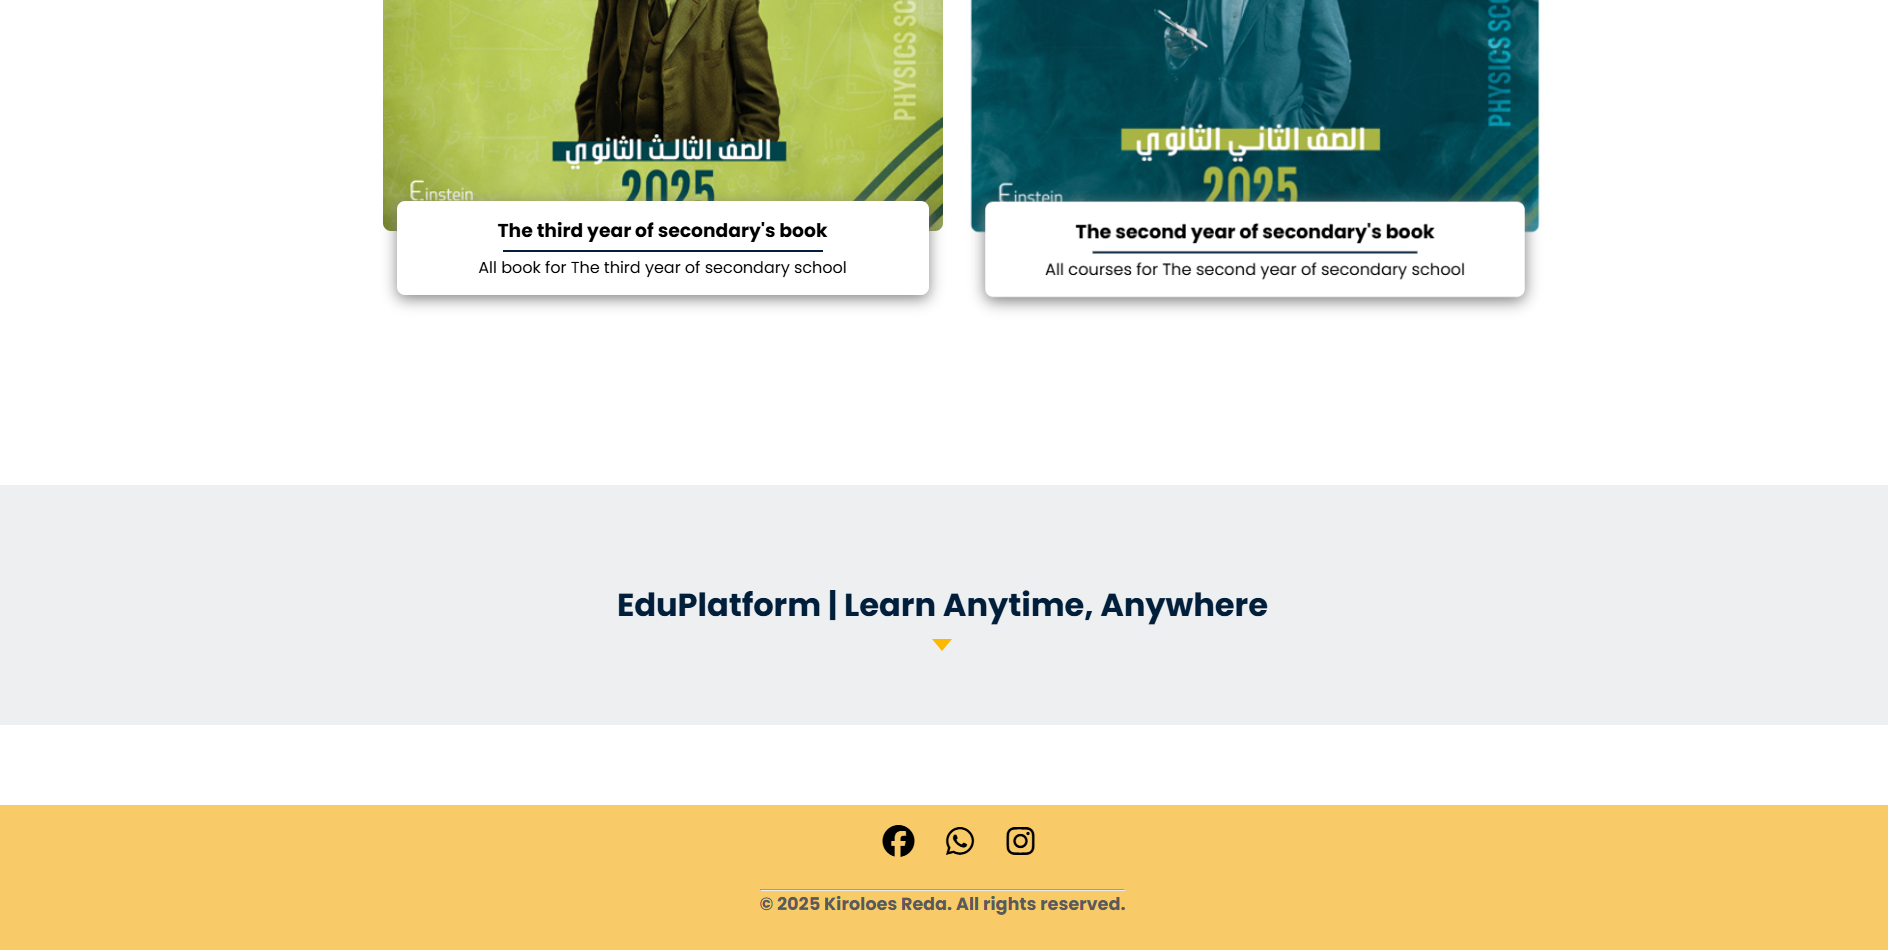 PHYSICS SC
الصف الثالث الثانوي
2025
Einstein
The third year of secondary's book
All book for The third year of secondary school
PHYSICS SC
الصف الثاني الثانوي
2025
Einstein
The second year of secondary's book
All courses for The second year of secondary school
EduPlatform | Learn Anytime, Anywhere
© 2025 Kiroloes Reda. All rights reserved.